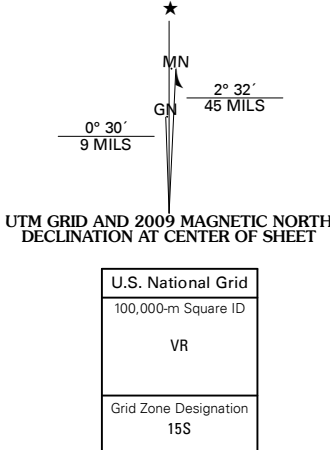 ★
MN
GN
2° 32´
45 MILS
0° 30´
9 MILS
UTM GRID AND 2009 MAGNETIC NORTH
DECLINATION AT CENTER OF SHEET
U.S. National Grid
100,000-m Square ID
VR
Grid Zone Designation
15S